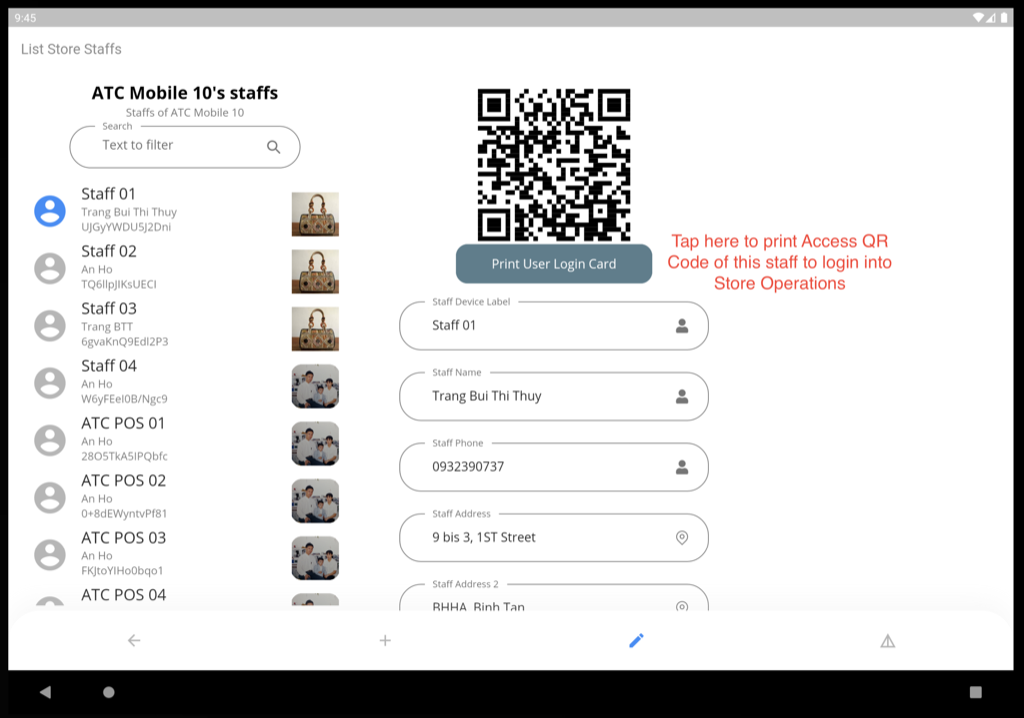 9:45
List Store Staffs
ATC Mobile 10's staffs
Staffs of ATC Mobile 10
Search
Text to filter
Staff 01
Trang Bui Thi Thuy
UJGyYWDU5J2Dni
Staff 02
An Ho
Staff 03
Trang BTT
6gvaKnQ9EdI2P3
Staff 04
An Ho
W6yFEeI0B/Ngc9
ATC POS 01
An Ho
28O5TkA5IPQbfc
ATC POS 02
An Ho
0+8dEWyntvPf81
ATC POS 03
An Ho
FKJtoYIHo0bqo1
ATC POS 04
Print User Login Card
Tap here to print Access QR
Code of this staff to login into
Store Operations
Staff Device Label
Staff 01
Staff Name
Trang Bui Thi Thuy
Staff Phone
0932390737
Staff Address
9 bis 3, 1ST Street
Staff Address 2
BHHA, Binh Tan